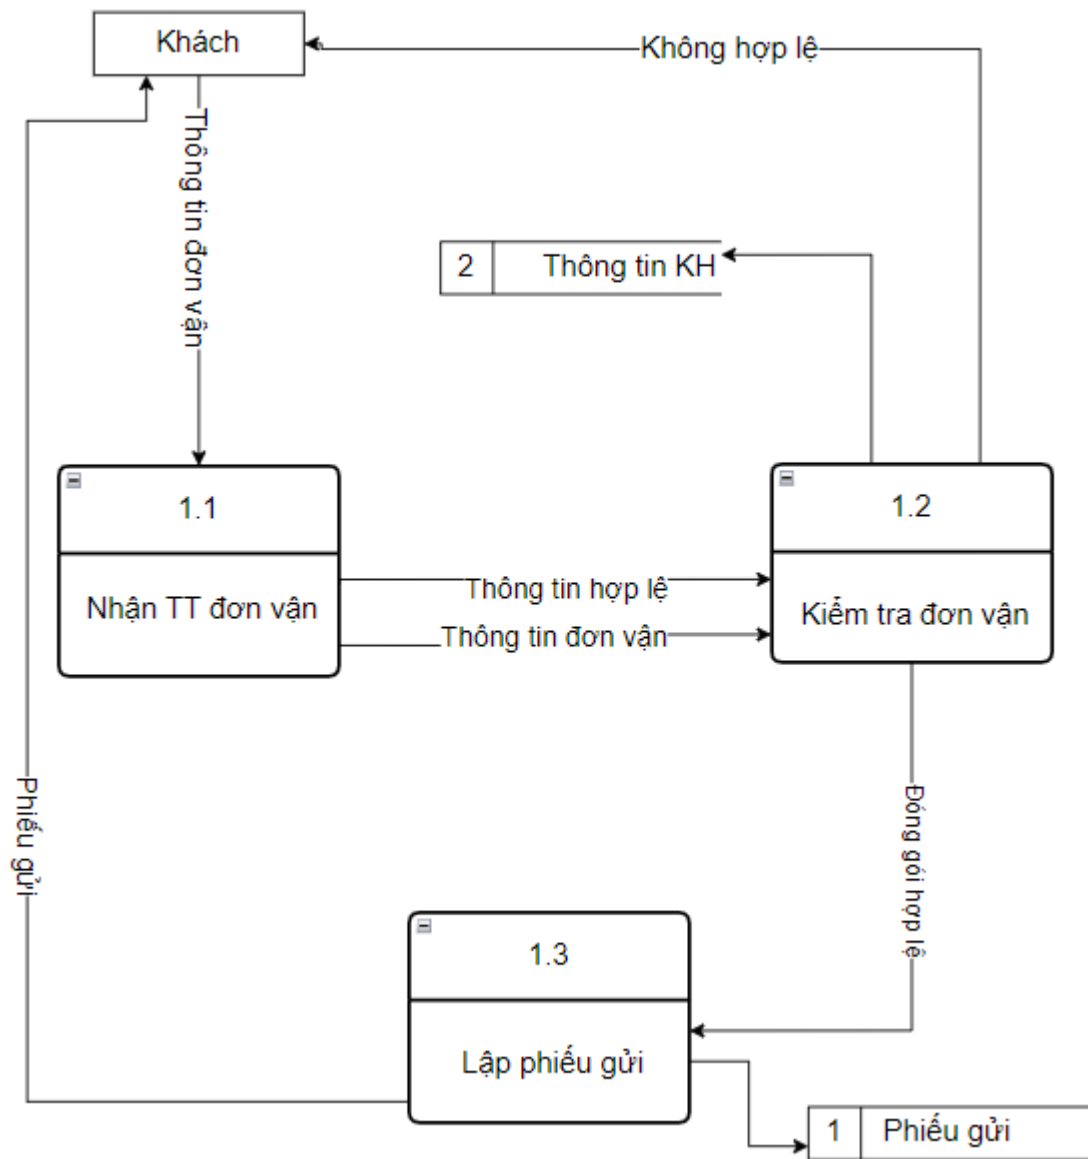 Khách
Không hợp lệ
Thông tin đơn vận
2
Thông tin KH
1.1
1.2
Nhận TT đơn vận
Thông tin hợp lệ
Thông tin đơn vận
Kiểm tra đơn vận
Phiếu gửi
Đóng gói hợp lệ
1.3
Lập phiếu gửi
1
Phiếu gửi